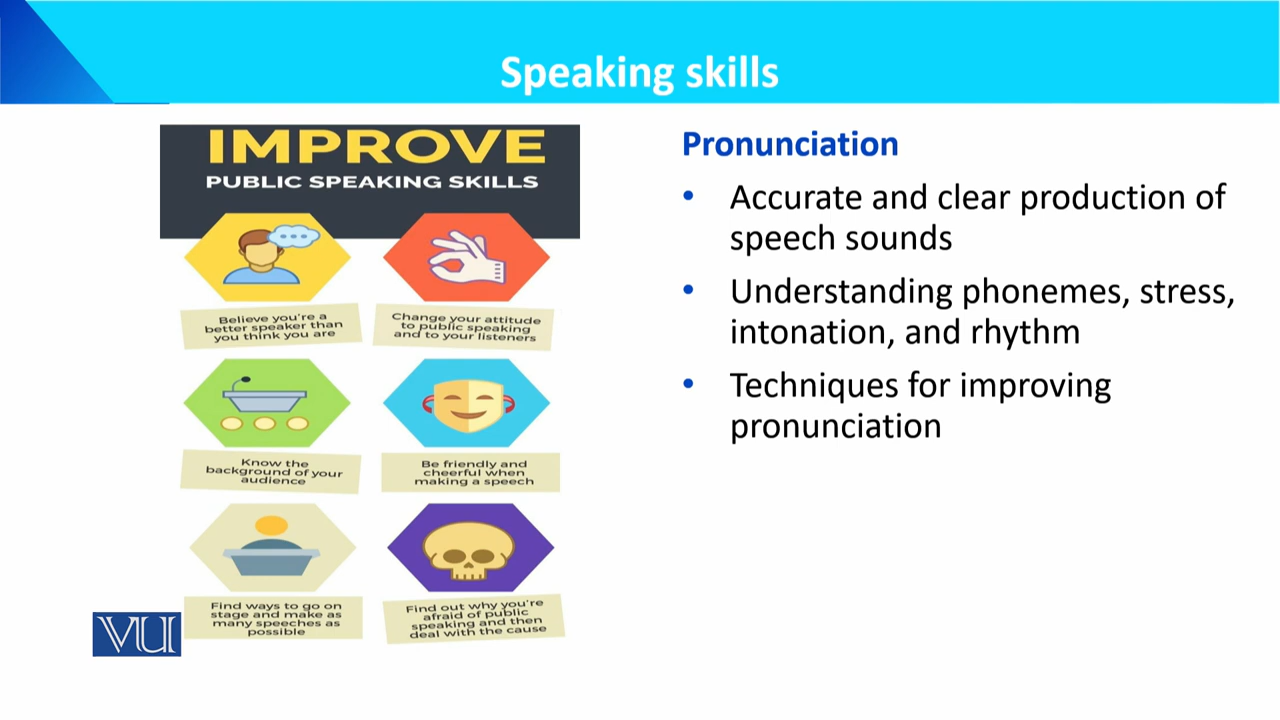 Speaking skills
IMPROVE
PUBLIC SPEAKING SKILLS
Believe you're a
better speaker than
you think you are
Change your attitude
to public speaking
and to your listeners
Know the
background of your
audience
Be friendly and
cheerful when
making a speech
Find ways to go on
stage and make as
many speeches as
possible
Find out why you're
afraid of public
speaking and then
deal with the cause
VU
Pronunciation
• Accurate and clear production of
speech sounds
• Understanding phonemes, stress,
intonation, and rhythm
• Techniques for improving
pronunciation